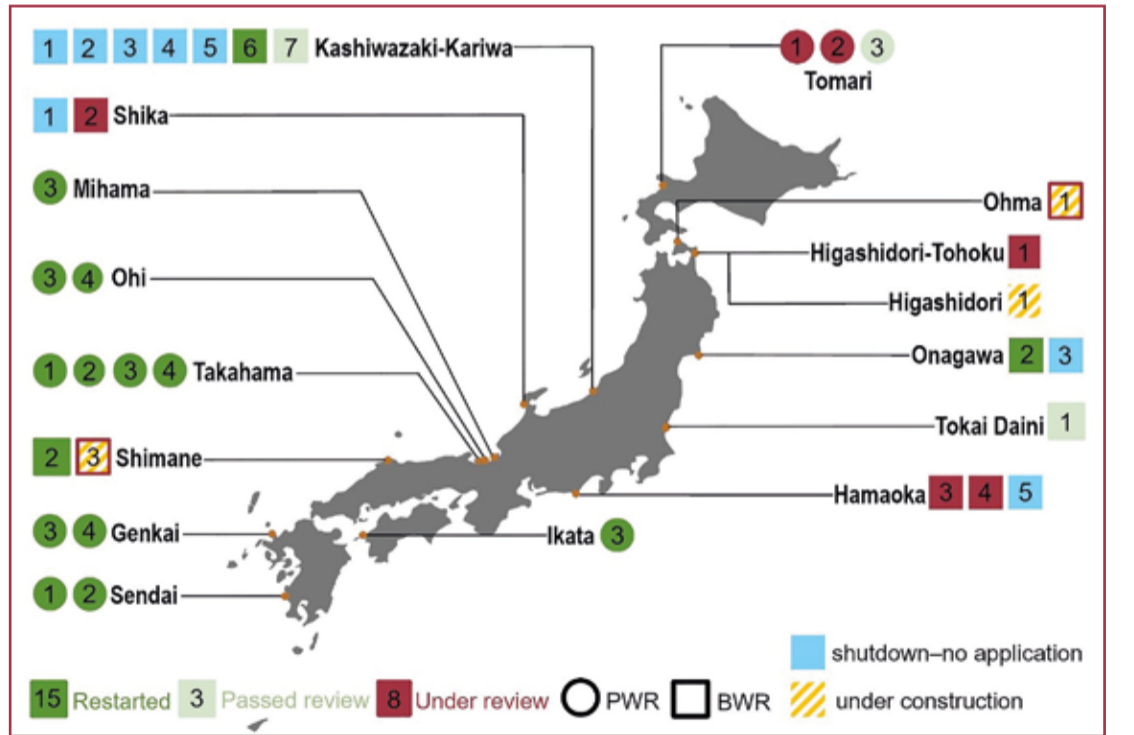 1 2 3 4 5 6 7 Kashiwazaki-Kariwa
1 2 3
Tomari
1 2 Shika
3 Mihama
Ohma 1
Higashidori-Tohoku 1
3 4 Ohi
Higashidori 1
Onagawa 2 3
1 2 3 4 Takahama
Tokai Daini 1
2 3 Shimane
Hamaoka 3 4 5
3 4 Genkai
Ikata 3
1 2 Sendai
shutdown–no application
15 Restarted 3 Passed review 8 Under review PWR BWR under construction